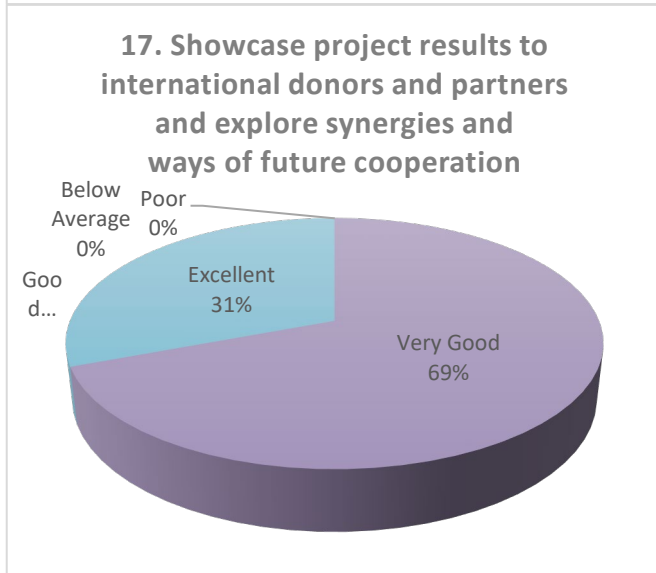 17. Showcase project results to
international donors and partners
and explore synergies and
ways of future cooperation
Below
Average
0%
Poor
0%
Goo
d...
Excellent
31%
Very Good
69%